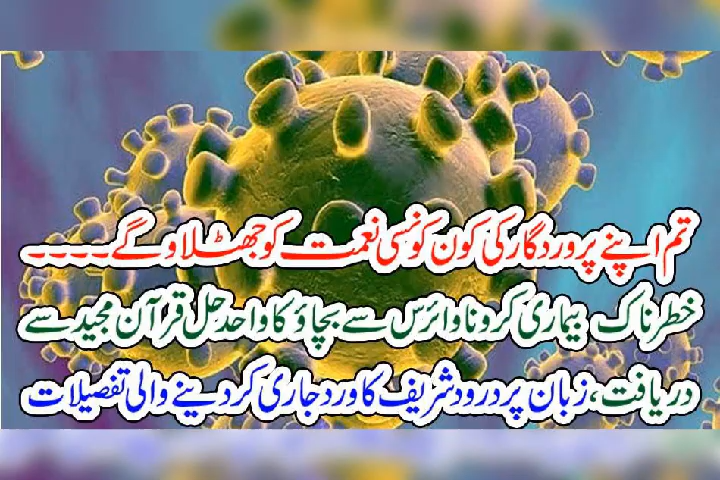 تم اپنے پروردگار کی کون کونسی نعمت کو جھٹلاو گے ۔۔۔۔
خطرناک بیماری کرونا وائرس سے بچاؤ کا واحد حل قرآن مجید سے
دریافت، زبان پر درود شریف کا ورد جاری کر دینے والی تفصیلات